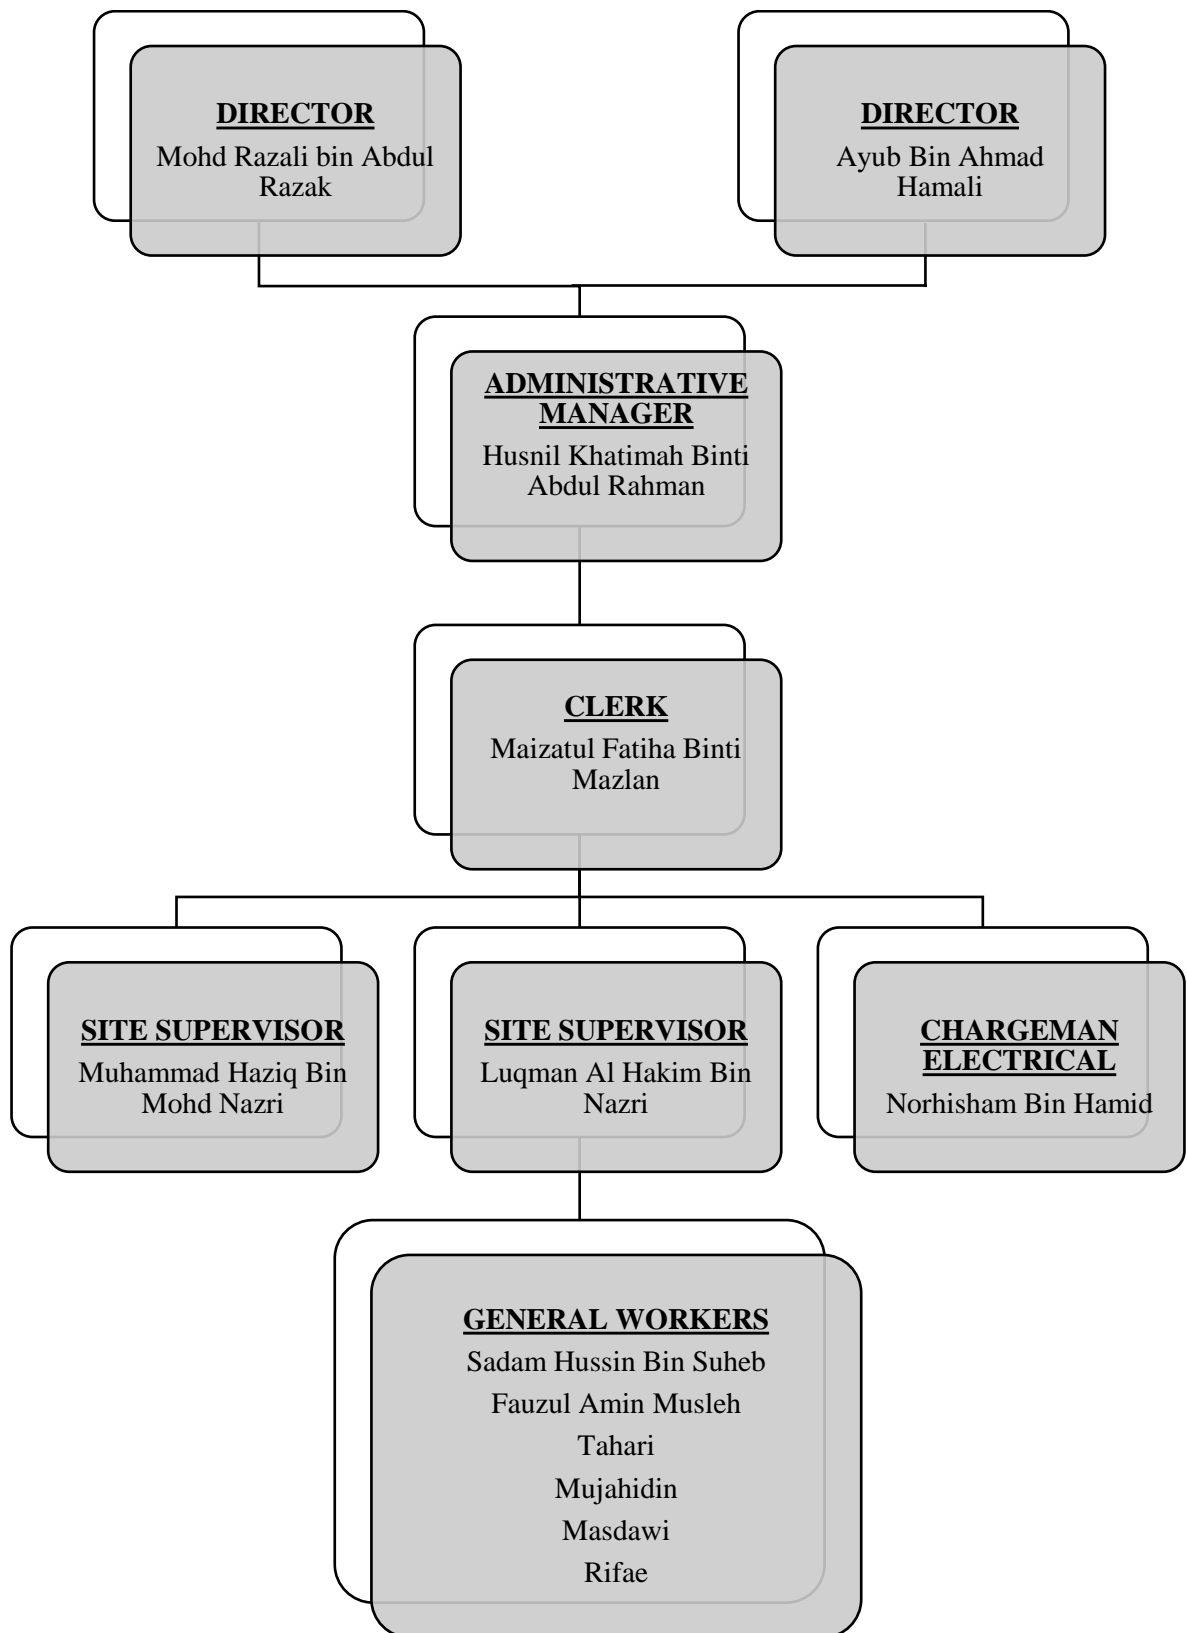 DIRECTOR
Mohd Razali bin Abdul
Razak
DIRECTOR
Ayub Bin Ahmad
Hamali
ADMINISTRATIVE
MANAGER
Husnil Khatimah Binti
Abdul Rahman
CLERK
Maizatul Fatiha Binti
Mazlan
SITE SUPERVISOR
Muhammad Haziq Bin
Mohd Nazri
SITE SUPERVISOR
Luqman Al Hakim Bin
Nazri
CHARGEMAN
ELECTRICAL
Norhisham Bin Hamid
GENERAL WORKERS
Sadam Hussin Bin Suheb
Fauzul Amin Musleh
Tahari
Mujahidin
Masdawi
Rifae